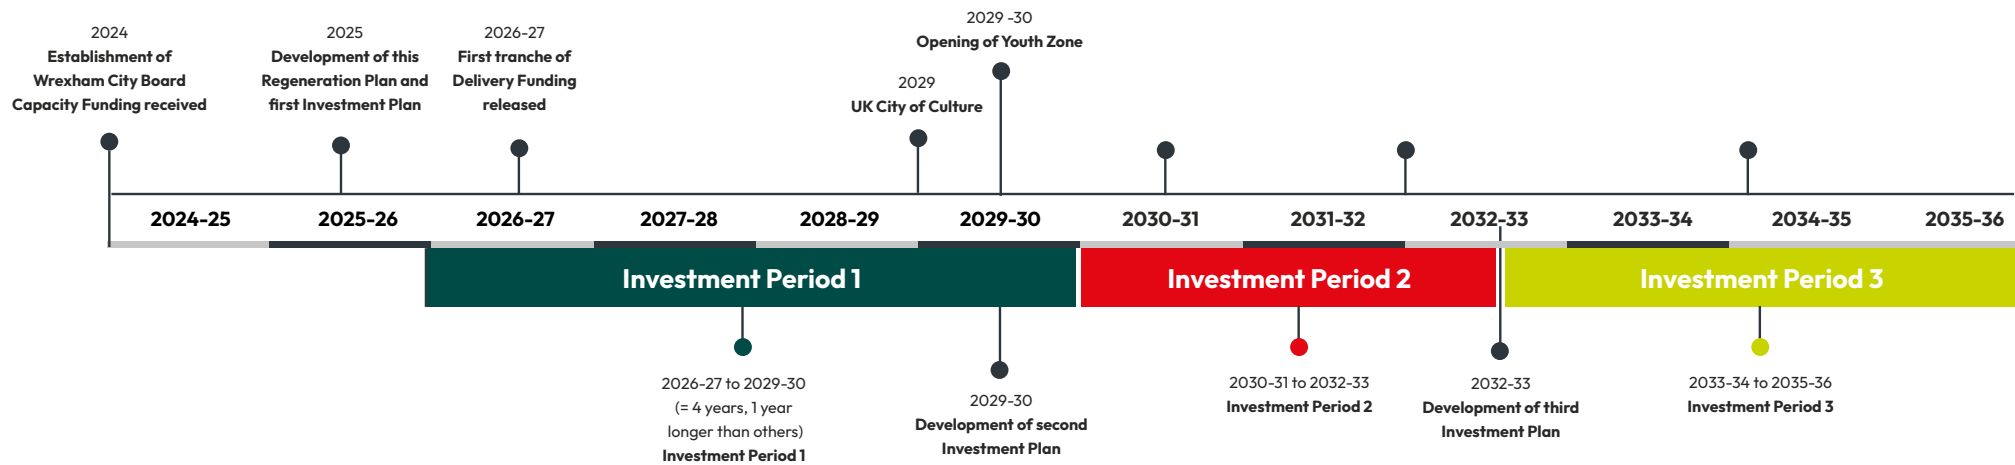 2024
Establishment of
Wrexham City Board
Capacity Funding received
2025
Development of this
Regeneration Plan and
first Investment Plan
2026-27
First tranche of
Delivery Funding
released
2029
UK City of Culture
2029 -30
Opening of Youth Zone
2024-25
2025-26
2026-27
2027-28
2028-29
2029-30
2030-31
2031-32
2032-33
2033-34
2034-35
2035-36
Investment Period 1
Investment Period 2
Investment Period 3
2026-27 to 2029-30
(= 4 years, 1 year
longer than others)
Investment Period 1
2029-30
Development of second
Investment Plan
2030-31 to 2032-33
Investment Period 2
2032-33
Development of third
Investment Plan
2033-34 to 2035-36
Investment Period 3